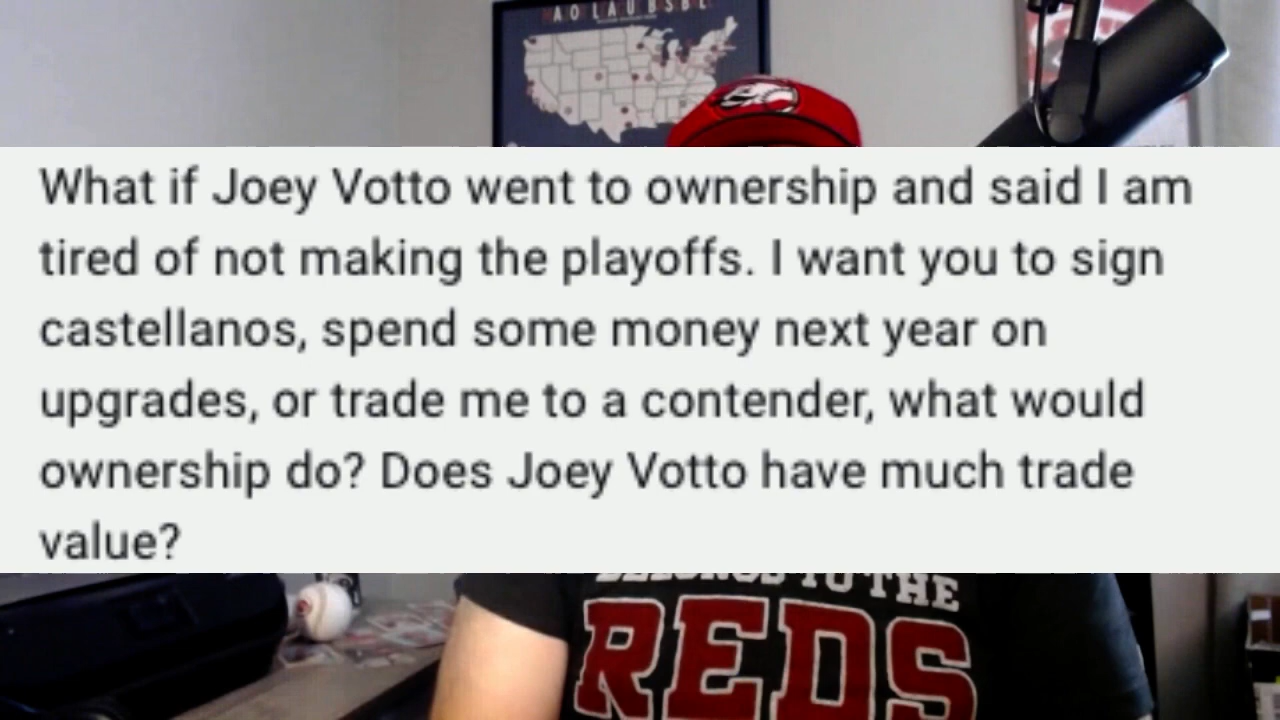 What if Joey Votto went to ownership and said I am
tired of not making the playoffs. I want you to sign
castellanos, spend some money next year on
upgrades, or trade me to a contender, what would
ownership do? Does Joey Votto have much trade
value?
TO THE
REDS